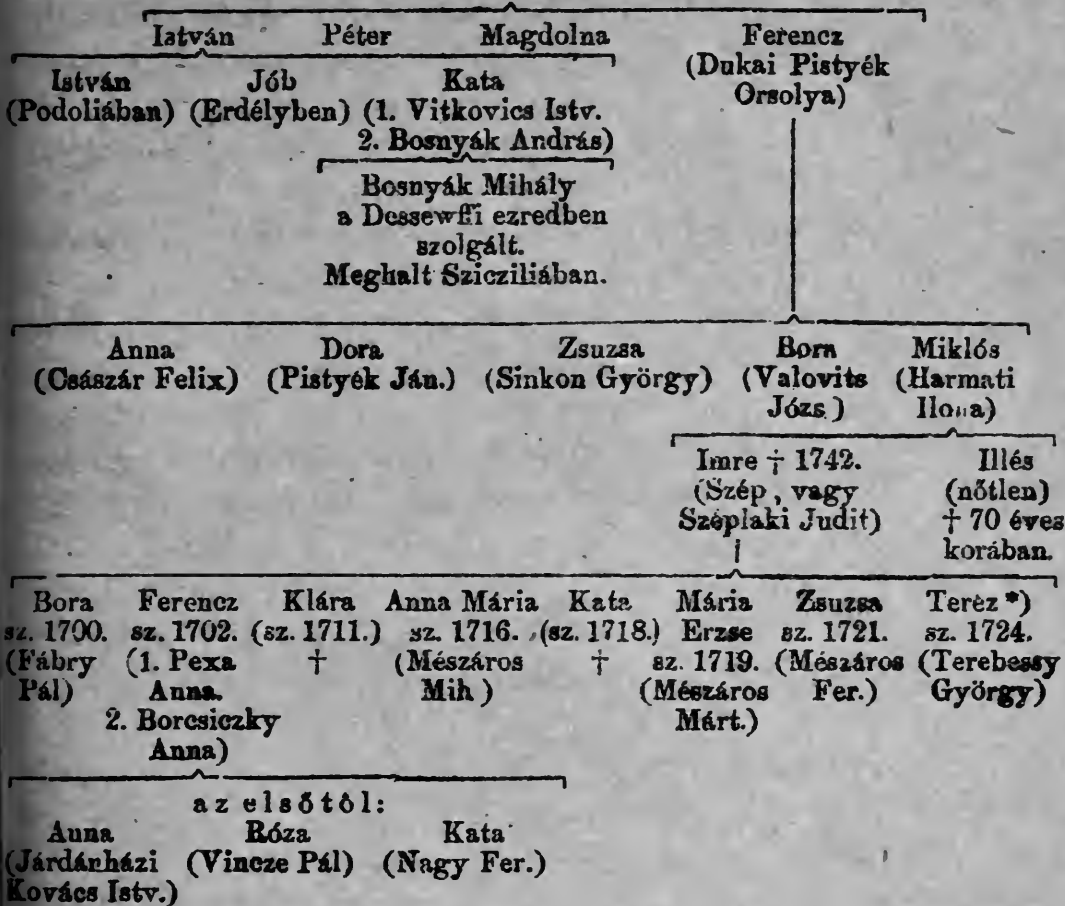 István Péter Magdolna Ferencz
(Dukai Pistyék
Orsolya)
István Jób Kata
(Podoliában) (Erdélyben) (1. Vitkovics Istv.
2. Bosnyák András)
Bosnyák Mihály
a Dessewffi ezredben
szolgált.
Meghalt Szicziliában.
Anna Dora Zsuzsa Bora Miklós
(Császár Felix) (Pistyék Ján.) (Sinkon György) (Valovits (Harmati
Józs.) Ilona)
Imre † 1742. Illés
(Szép, vagy (nőtlen)
Széplaki Judit) † 70 éves
korában.
Bora Ferencz Klára Anna Mária Kata Mária Zsuzsa Teréz *)
sz. 1700. sz. 1702. (sz. 1711.) sz. 1716. (sz. 1718.) Erzse sz. 1721. sz. 1724.
(Fábry (1. Pexa † (Mészáros † sz. 1719. (Mészáros (Terebessy
Pál) Anna. Mih) (Mészáros Fer.) György)
2. Borcsiczky Márt.)
Anna)
az elsőtől:
Anna Róza Kata
(Járdánházi (Vincze Pál) (Nagy Fer.)
Kovács Istv.)